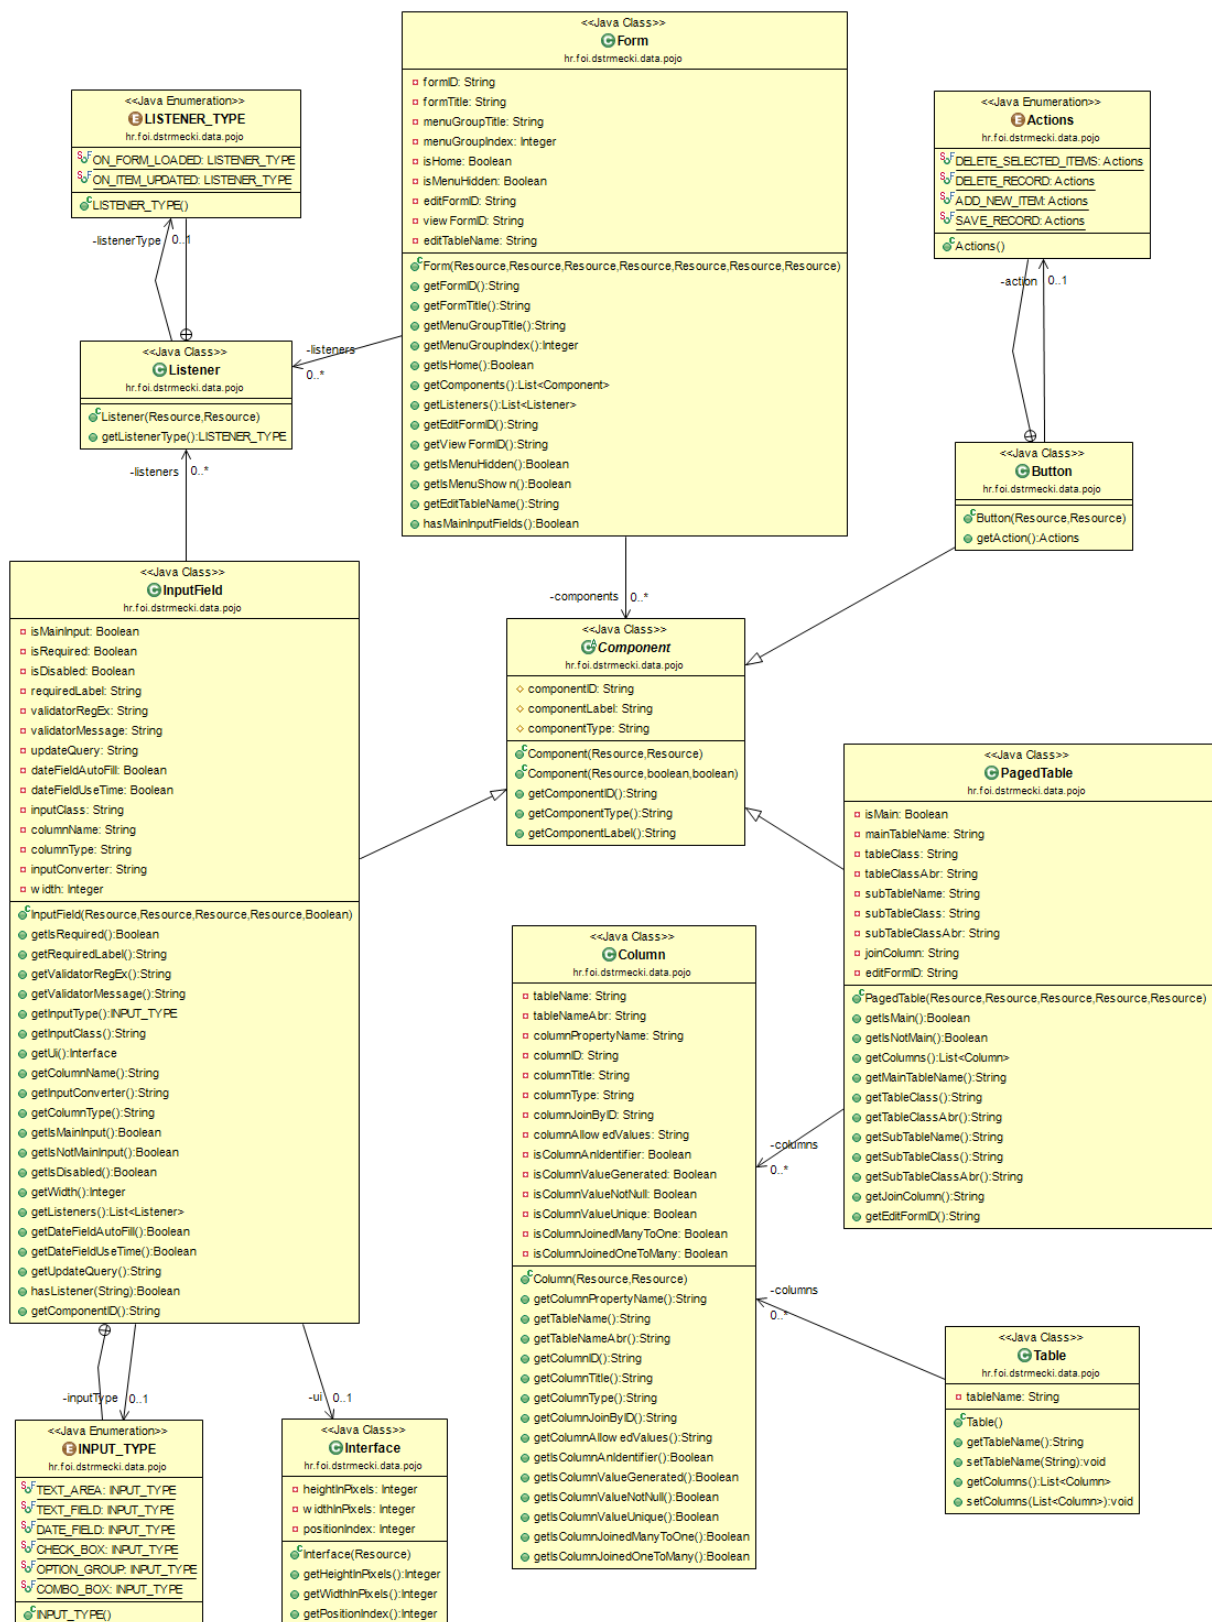 <<Java Class>>
Form
hr.foi.dstrmecki.data.pojo
formID: String
formTitle: String
menuGroupTitle: String
menuGroupIndex: Integer
isHome: Boolean
isMenuHidden: Boolean
editFormID: String
viewFormID: String
editTableName: String
Form(Resource,Resource,Resource,Resource,Resource,Resource,Resource)
getFormID():String
getFormTitle():String
getMenuGroupTitle():String
getMenuGroupIndex():Integer
getIsHome():Boolean
getComponents():List<Component>
getListeners():List<Listener>
getEditFormID():String
getViewFormID():String
getIsMenuHidden():Boolean
getIsMenuShown():Boolean
getEditTableName():String
hasMainInputFields():Boolean
<<Java Enumeration>>
LISTENER_TYPE
hr.foi.dstrmecki.data.pojo
ON_FORM_LOADED: LISTENER_TYPE
ON_ITEM_UPDATED: LISTENER_TYPE
LISTENER_TYPE()
-listenerType
0..1
<<Java Enumeration>>
Actions
hr.foi.dstrmecki.data.pojo
DELETE_SELECTED_ITEMS: Actions
DELETE_RECORD: Actions
ADD_NEW_ITEM: Actions
SAVE_RECORD: Actions
Actions()
-action
0..1
<<Java Class>>
Listener
hr.foi.dstrmecki.data.pojo
Listener(Resource,Resource)
getListenerType():LISTENER_TYPE
-listeners
0..*
-listeners
0..*
<<Java Class>>
Button
hr.foi.dstrmecki.data.pojo
Button(Resource,Resource)
getAction():Actions
<<Java Class>>
InputField
hr.foi.dstrmecki.data.pojo
isMainInput: Boolean
isRequired: Boolean
isDisabled: Boolean
requiredLabel: String
validatorRegEx: String
validatorMessage: String
updateQuery: String
dateFieldAutoFill: Boolean
dateFieldUseTime: Boolean
inputClass: String
columnName: String
columnType: String
inputConverter: String
width: Integer
InputField(Resource,Resource,Resource,Resource,Boolean)
getIsRequired():Boolean
getRequiredLabel():String
getValidatorRegEx():String
getValidatorMessage():String
getInputType():INPUT_TYPE
getInputClass():String
getUi():Interface
getColumnName():String
getInputConverter():String
getColumnType():String
getIsMainInput():Boolean
getIsNotMainInput():Boolean
getIsDisabled():Boolean
getWidth():Integer
getListeners():List<Listener>
getDateFieldAutoFill():Boolean
getDateFieldUseTime():Boolean
getUpdateQuery():String
hasListener(String):Boolean
getComponentID():String
-components
0..*
<<Java Class>>
Component
hr.foi.dstrmecki.data.pojo
componentID: String
componentLabel: String
componentType: String
Component(Resource,Resource)
Component(Resource,boolean,boolean)
getComponentID():String
getComponentType():String
getComponentLabel():String
<<Java Class>>
PagedTable
hr.foi.dstrmecki.data.pojo
isMain: Boolean
mainTableName: String
tableClass: String
tableClassAbr: String
subTableName: String
subTableClass: String
subTableClassAbr: String
joinColumn: String
editFormID: String
PagedTable(Resource,Resource,Resource,Resource,Resource)
getIsMain():Boolean
getIsNotMain():Boolean
getColumns():List<Column>
getMainTableName():String
getTableClass():String
getTableClassAbr():String
getSubTableName():String
getSubTableClass():String
getSubTableClassAbr():String
getJoinColumn():String
getEditFormID():String
<<Java Class>>
Column
hr.foi.dstrmecki.data.pojo
tableName: String
tableNameAbr: String
columnPropertyName: String
columnID: String
columnTitle: String
columnType: String
columnJoinByID: String
columnAllowedValues: String
isColumnAnIdentifier: Boolean
isColumnValueGenerated: Boolean
isColumnValueNotNull: Boolean
isColumnValueUnique: Boolean
isColumnJoinedManyToOne: Boolean
isColumnJoinedOneToMany: Boolean
Column(Resource,Resource)
getColumnPropertyName():String
getTableName():String
getTableNameAbr():String
getColumnID():String
getColumnTitle():String
getColumnType():String
getColumnJoinByID():String
getColumnAllowedValues():String
getIsColumnAnIdentifier():Boolean
getIsColumnValueGenerated():Boolean
getIsColumnValueNotNull():Boolean
getIsColumnValueUnique():Boolean
getIsColumnJoinedManyToOne():Boolean
getIsColumnJoinedOneToMany():Boolean
-columns
0..*
-columns
0..*
<<Java Class>>
Table
hr.foi.dstrmecki.data.pojo
tableName: String
Table()
getTableName():String
setTableName(String):void
getColumns():List<Column>
setColumns(List<Column>):void
-inputType
0..1
-ui
0..1
<<Java Enumeration>>
INPUT_TYPE
hr.foi.dstrmecki.data.pojo
TEXT_AREA: INPUT_TYPE
TEXT_FIELD: INPUT_TYPE
DATE_FIELD: INPUT_TYPE
CHECK_BOX: INPUT_TYPE
OPTION_GROUP: INPUT_TYPE
COMBO_BOX: INPUT_TYPE
INPUT_TYPE()
<<Java Class>>
Interface
hr.foi.dstrmecki.data.pojo
heightInPixels: Integer
widthInPixels: Integer
positionIndex: Integer
Interface(Resource)
getHeightInPixels():Integer
getWidthInPixels():Integer
getPositionIndex():Integer